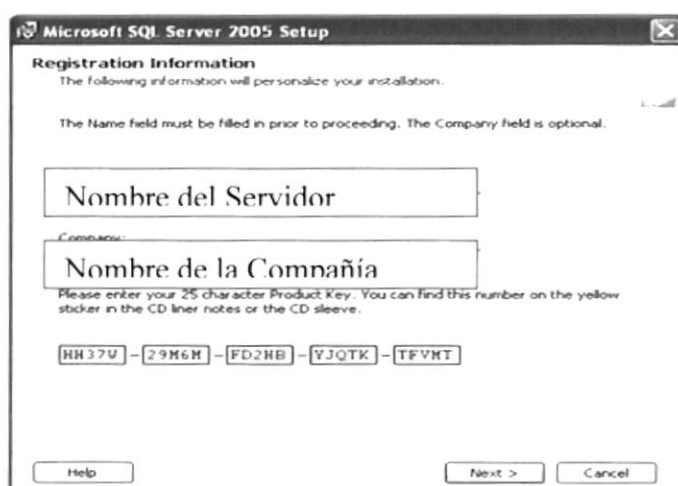 Microsoft SQL Server 2005 Setup
Registration Information
The following information will personalize your installation.
The Name field must be filled in prior to proceeding. The Company field is optional.
Nombre del Servidor
Company:
Nombre de la Compañía
Please enter your 25 character Product Key. You can find this number on the yellow
sticker in the CD liner notes or the CD sleeve.
HH37W-29M6M-FD2HB-YJQTK-TFVMT
Help
Next >
Cancel